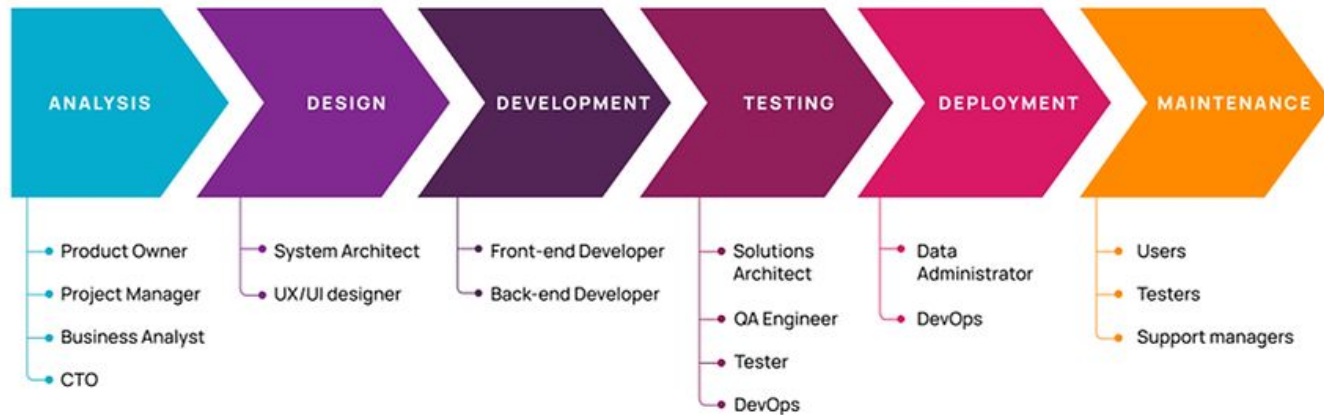 ANALYSIS
DESIGN
DEVELOPMENT
TESTING
DEPLOYMENT
MAINTENANCE
Product Owner
Project Manager
Business Analyst
CTO
System Architect
UX/UI designer
Front-end Developer
Back-end Developer
Solutions
Architect
QA Engineer
Tester
DevOps
Data
Administrator
DevOps
Users
Testers
Support managers